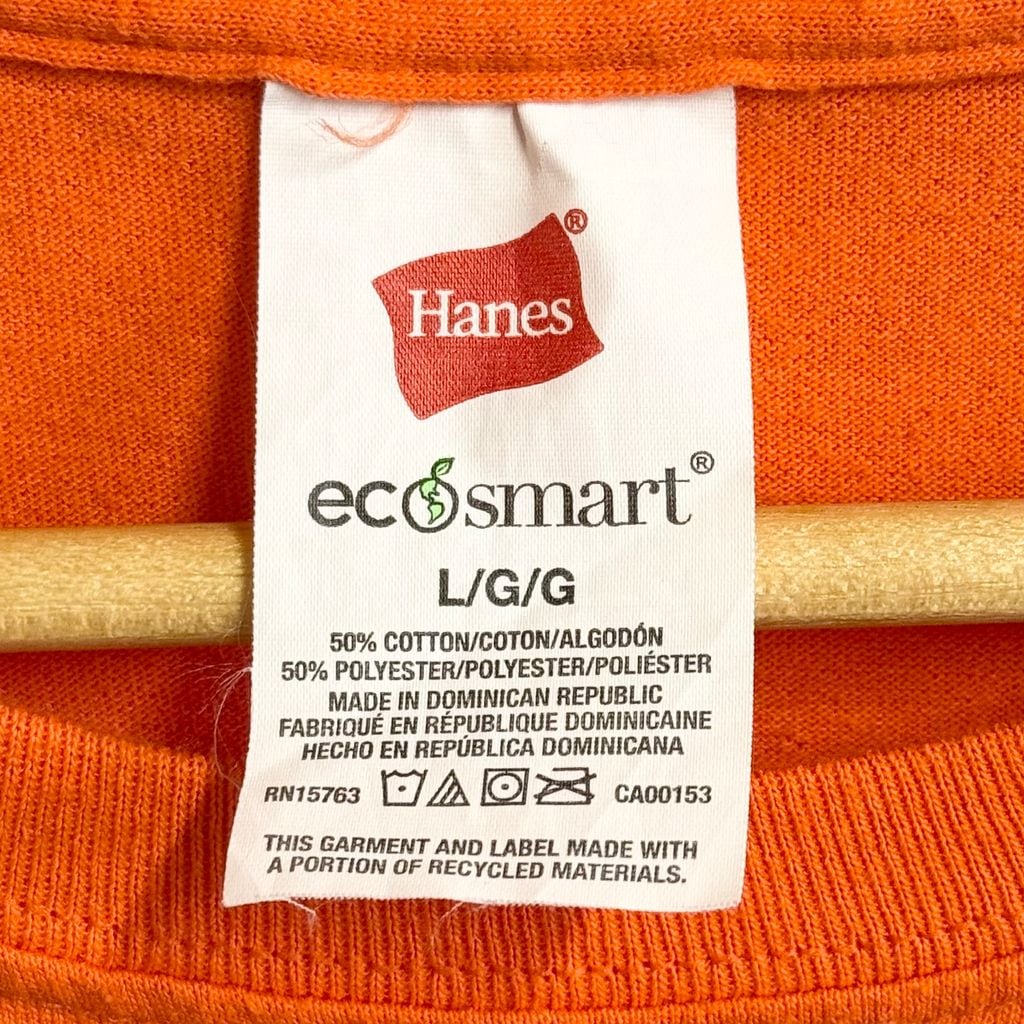 Hanes®
ecosmart®
L/G/G
50% COTTON/COTON/ALGODÓN
50% POLYESTER/POLYESTER/POLIÉSTER
MADE IN DOMINICAN REPUBLIC
FABRIQUÉ EN RÉPUBLIQUE DOMINICAINE
HECHO EN REPÚBLICA DOMINICANA
RN15763 CA00153
THIS GARMENT AND LABEL MADE WITH
A PORTION OF RECYCLED MATERIALS.